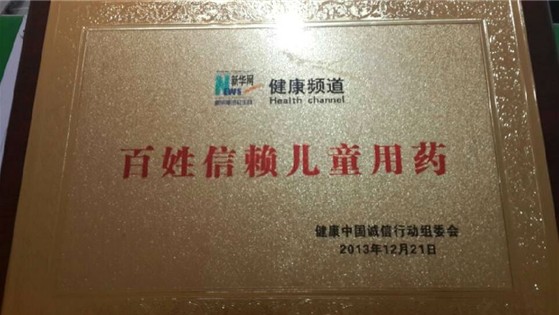 新华网
NEWS
健康频道
Health channel
百姓信赖儿童用药
健康中国诚信行动组委会
2013年12月21日